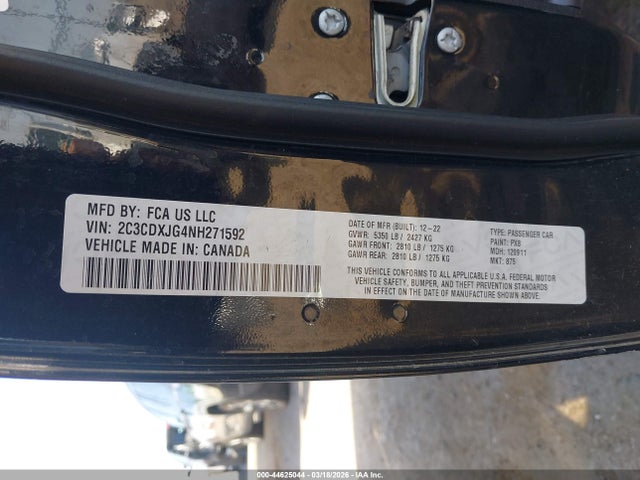 MFD BY: FCA US LLC
VIN: 2C3CDXJG4NH271592
VEHICLE MADE IN CANADA
DATE OF MFR (BUILT): 12-22
GVWR: 5350 LB / 2427 KG
GAWR FRONT: 2810 LB / 1275 KG
GAWR REAR: 2810 LB / 1275 KG
TYPE: PASSENGER CAR
PAINT: PX8
MDH: 120911
MKT: 875
THIS VEHICLE CONFORMS TO ALL APPLICABLE U.S.A. FEDERAL MOTOR
VEHICLE SAFETY, BUMPER, AND THEFT PREVENTION STANDARDS
IN EFFECT ON THE DATE OF MANUFACTURE SHOWN ABOVE.
000-44625044 - 03/18/2026 - IAA Inc.